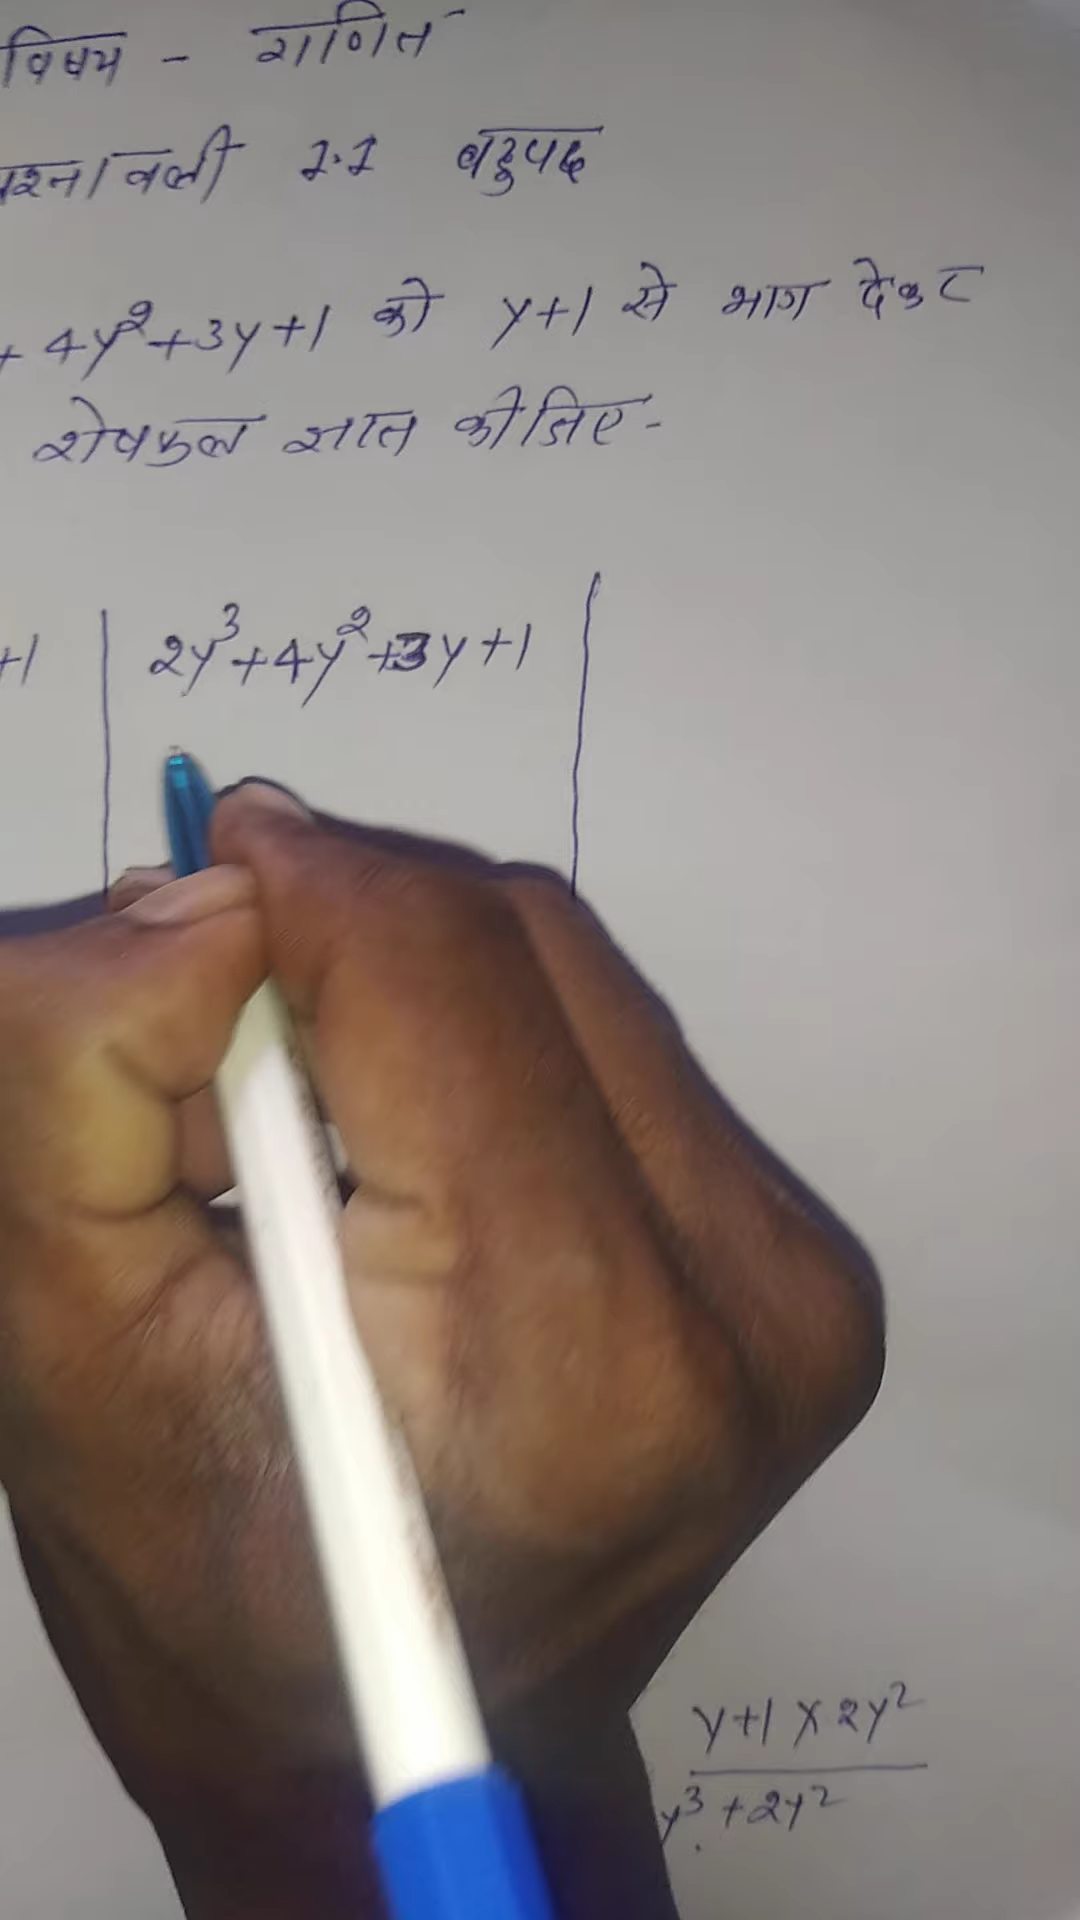 विषय - गणित
प्रश्नावली 2.1 बहुपद
+ 4y²+3y+1 को y+1 से भाग देकर
शेषफल ज्ञात कीजिए-
+1 | 2y³+4y²+3y+1 |
y+1 x 2y²
y³ + 2y²